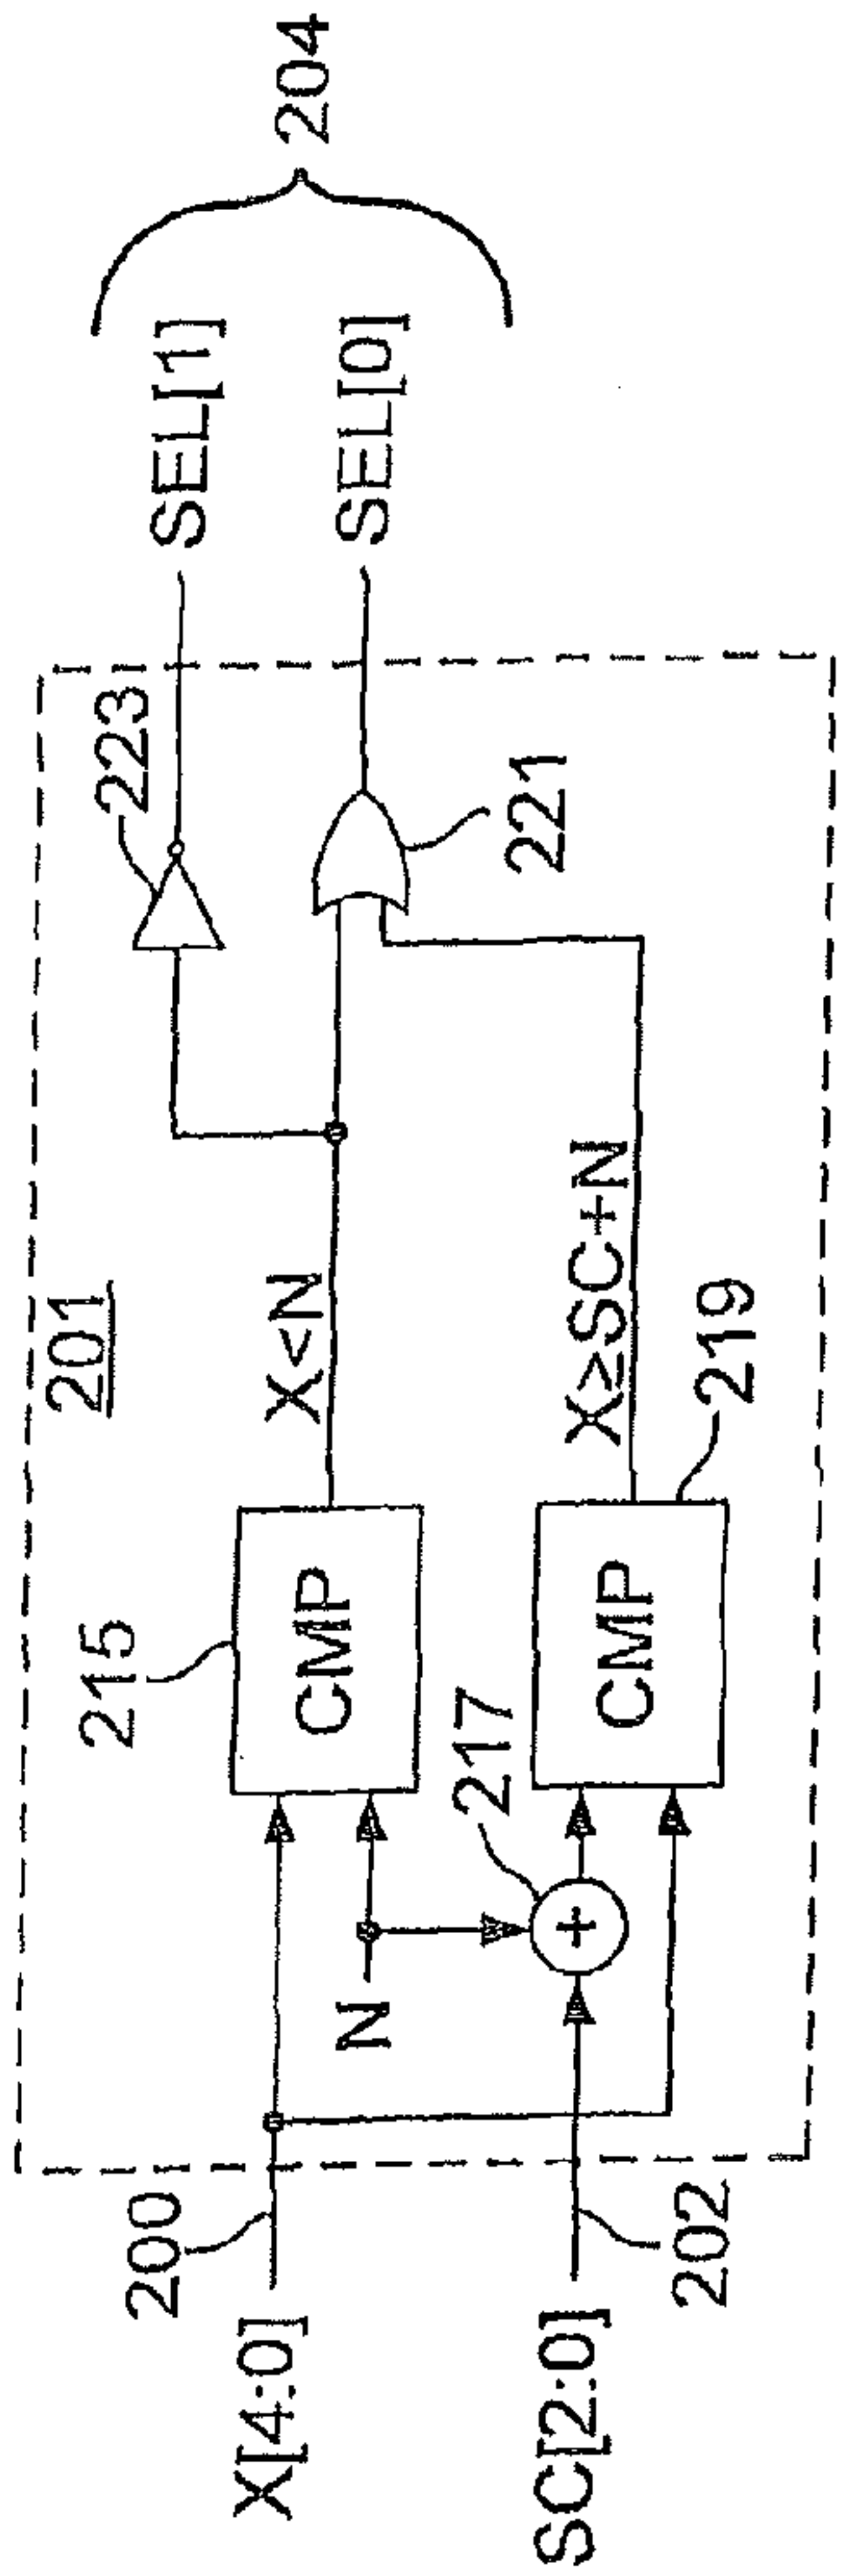 204
SEL[1]
SEL[0]
223
221
201
X<N
X≥SC+N
215
CMP
217
CMP
219
N
200
X[4:0]
202
SC[2:0]
+